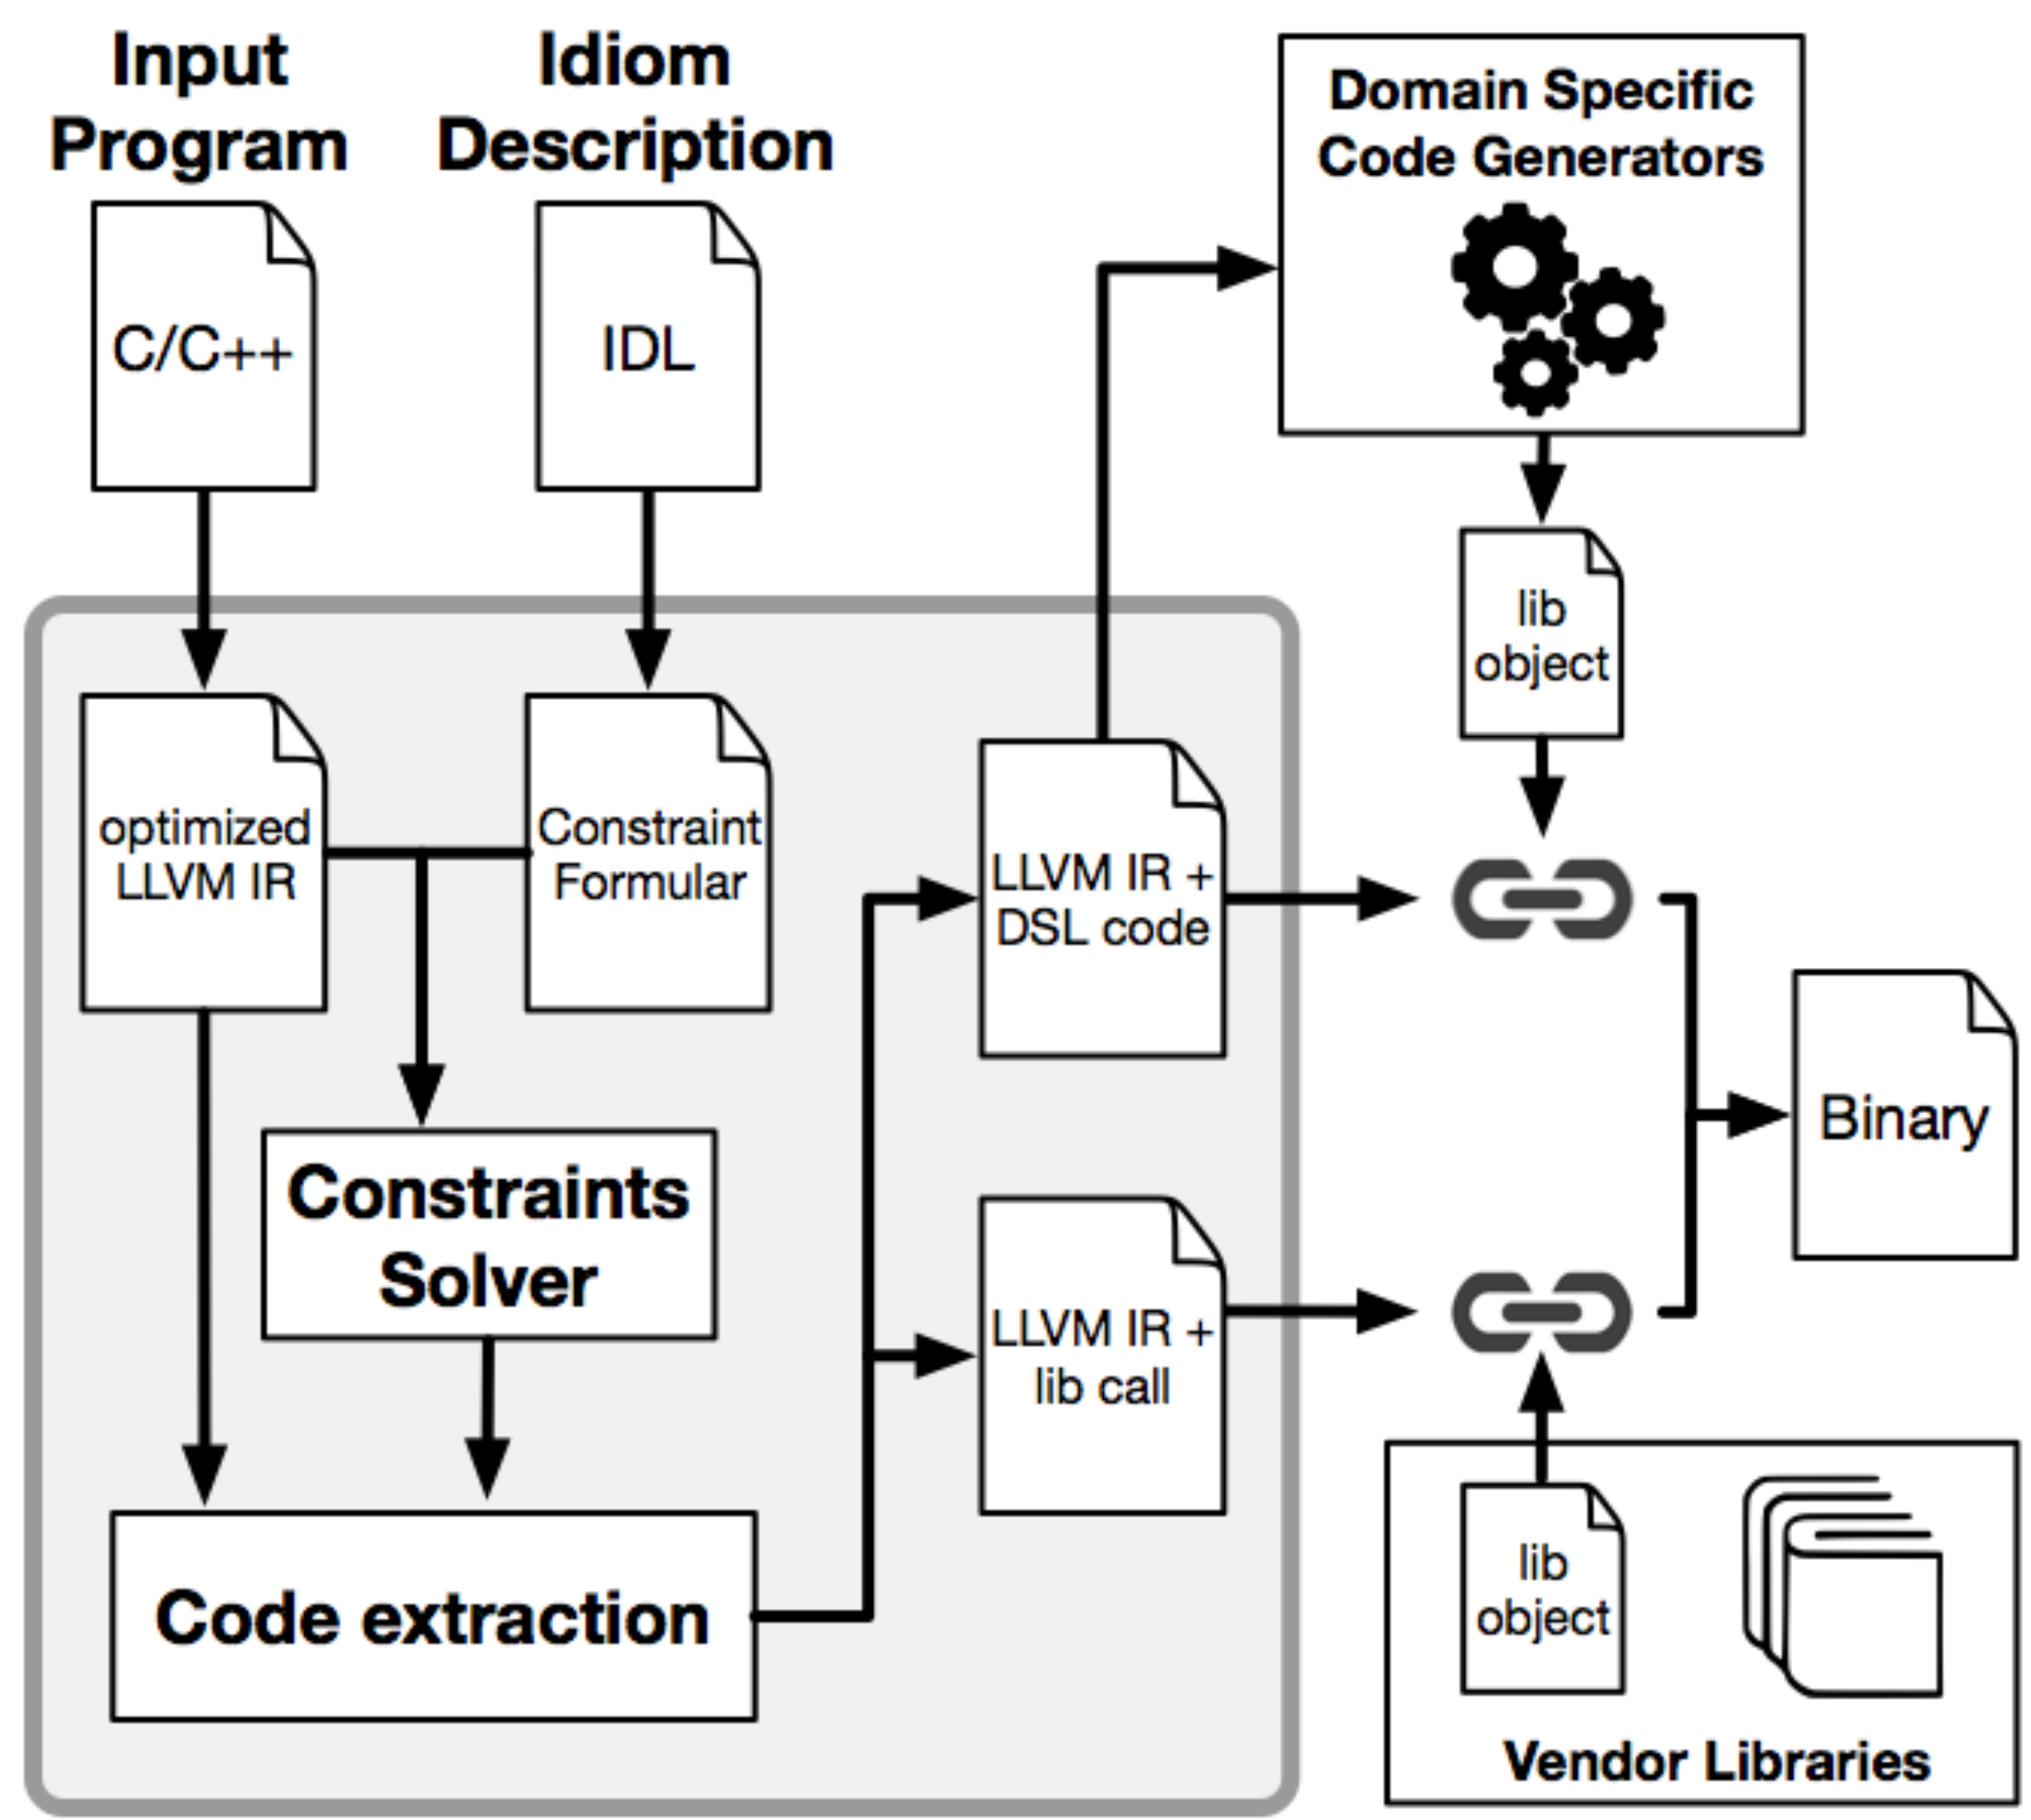 Input
Program
Idiom
Description
Domain Specific
Code Generators
C/C++
IDL
lib
object
optimized
LLVM IR
Constraint
Formular
LLVM IR +
DSL code
Binary
Constraints
Solver
LLVM IR +
lib call
Code extraction
lib
object
Vendor Libraries